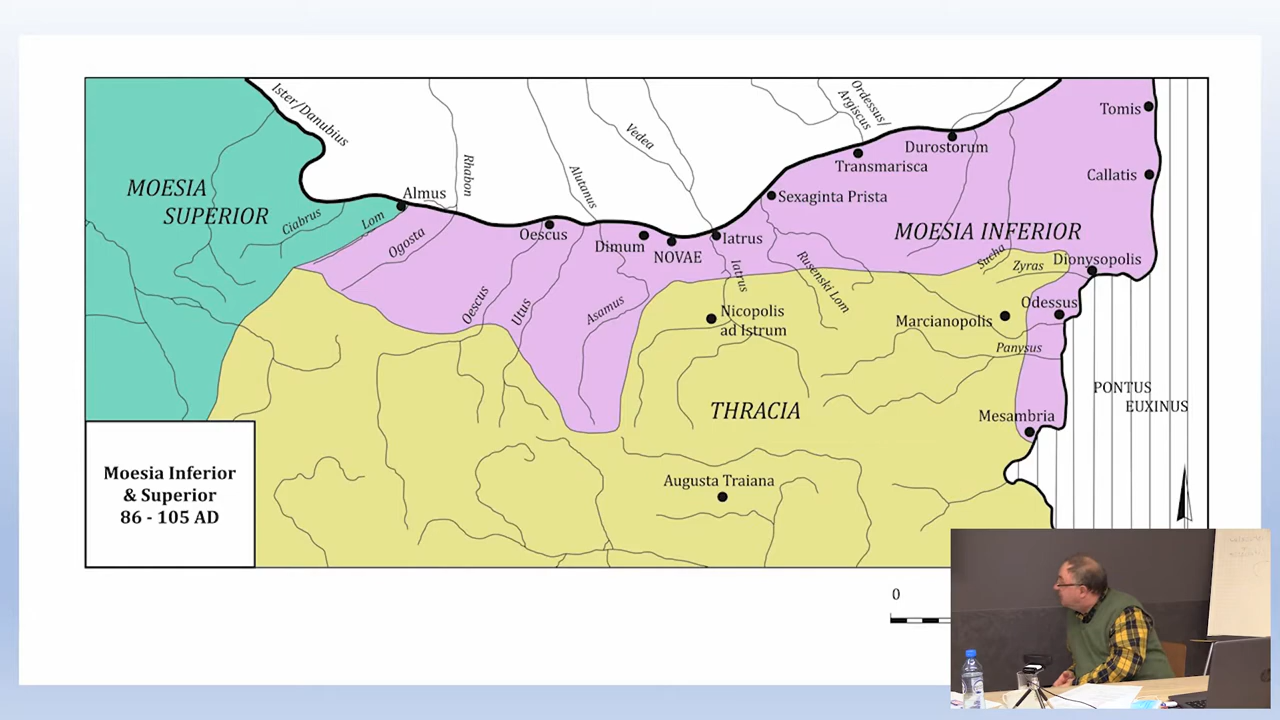 Ister/Danubius
Rhabon
Alutanus
Vedea
Ordessus/
Argiscus
Tomis
Durostorum
Transmarisca
Callatis
MOESIA
SUPERIOR
Almus
Sexaginta Prista
Ciabrus
Lom
Ogosta
Oescus
Dimum
NOVAE
Iatrus
MOESIA INFERIOR
Sucha
Zyras
Dionysopolis
Iatrus
Rusenski Lom
Oescus
Utus
Asamus
Odessus
Nicopolis
ad Istrum
Marcianopolis
Panysus
PONTUS
EUXINUS
THRACIA
Mesambria
Augusta Traiana
Moesia Inferior
& Superior
86 - 105 AD
0